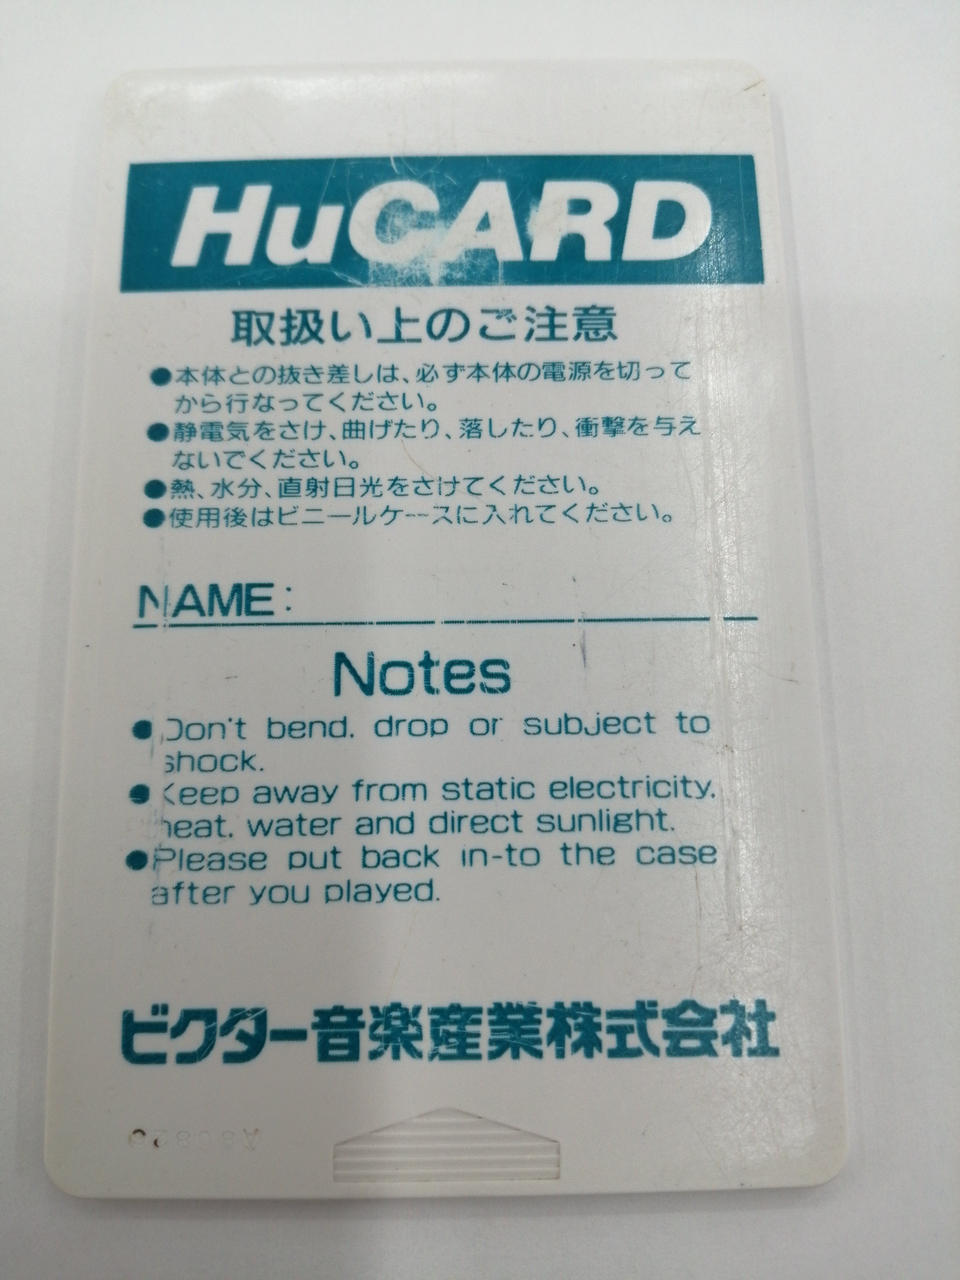 HuCARD
取扱い上のご注意
●本体との抜き差しは、必ず本体の電源を切って
から行なってください。
●静電気をさけ、曲げたり、落したり、衝撃を与え
ないでください。
●熱、水分、直射日光をさけてください。
●使用後はビニールケースに入れてください。
NAME:
Notes
●Don't bend, drop or subject to
shock.
●Keep away from static electricity,
heat, water and direct sunlight.
●Please put back in-to the case
after you played.
ビクター音楽産業株式会社